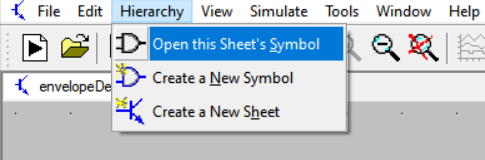 File Edit Hierarchy View Simulate Tools Window Help
Open this Sheet's Symbol
envelopeDe
Create a New Symbol
Create a New Sheet